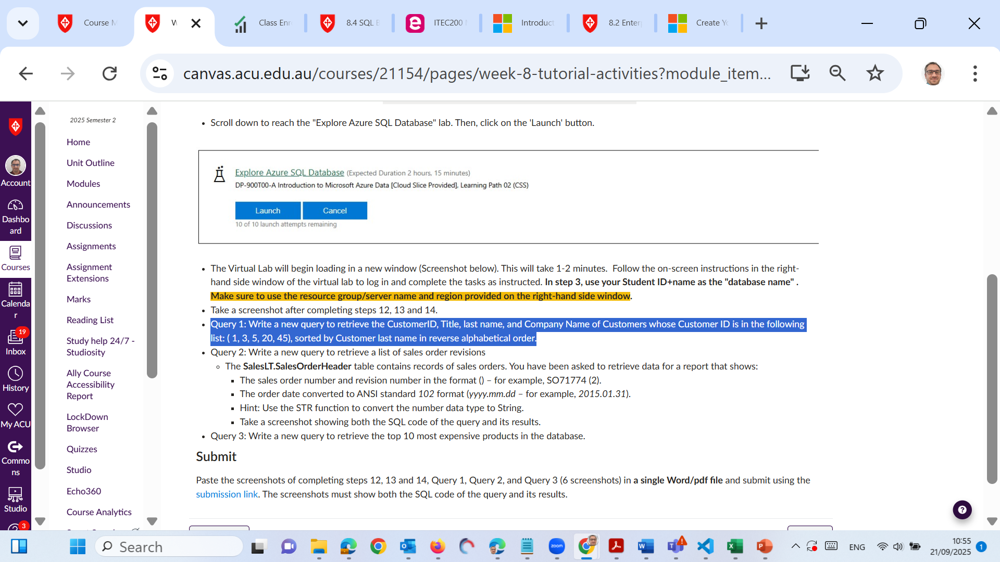 Course M
W
Class Enr
8.4 SQL E
ITEC200
Introduct
8.2 Enter
Create Yo
canvas.acu.edu.au/courses/21154/pages/week-8-tutorial-activities?module_item...
Account
Dashbo
ard
Courses
Calenda
r
19
Inbox
History
My ACU
Commo
ns
Studio
3
2025 Semester 2
Home
Unit Outline
Modules
Announcements
Discussions
Assignments
Assignment
Extensions
Marks
Reading List
Study help 24/7 -
Studiosity
Ally Course
Accessibility
Report
LockDown
Browser
Quizzes
Studio
Echo360
Course Analytics
• Scroll down to reach the "Explore Azure SQL Database" lab. Then, click on the 'Launch' button.
Explore Azure SQL Database (Expected Duration 2 hours, 15 minutes)
DP-900T00-A Introduction to Microsoft Azure Data [Cloud Slice Provided], Learning Path 02 (CSS)
Launch Cancel
10 of 10 launch attempts remaining
• The Virtual Lab will begin loading in a new window (Screenshot below). This will take 1-2 minutes. Follow the on-screen instructions in the right-
hand side window of the virtual lab to log in and complete the tasks as instructed. In step 3, use your Student ID+name as the "database name" .
Make sure to use the resource group/server name and region provided on the right-hand side window.
• Take a screenshot after completing steps 12, 13 and 14.
• Query 1: Write a new query to retrieve the CustomerID, Title, last name, and Company Name of Customers whose Customer ID is in the following
list: ( 1, 3, 5, 20, 45), sorted by Customer last name in reverse alphabetical order.
• Query 2: Write a new query to retrieve a list of sales order revisions
◦ The SalesLT.SalesOrderHeader table contains records of sales orders. You have been asked to retrieve data for a report that shows:
▪ The sales order number and revision number in the format () – for example, SO71774 (2).
▪ The order date converted to ANSI standard 102 format (yyyy.mm.dd – for example, 2015.01.31).
▪ Hint: Use the STR function to convert the number data type to String.
▪ Take a screenshot showing both the SQL code of the query and its results.
• Query 3: Write a new query to retrieve the top 10 most expensive products in the database.
Submit
Paste the screenshots of completing steps 12, 13 and 14, Query 1, Query 2, and Query 3 (6 screenshots) in a single Word/pdf file and submit using the
submission link. The screenshots must show both the SQL code of the query and its results.
Search
zoom
ENG
10:55
21/09/2025
1